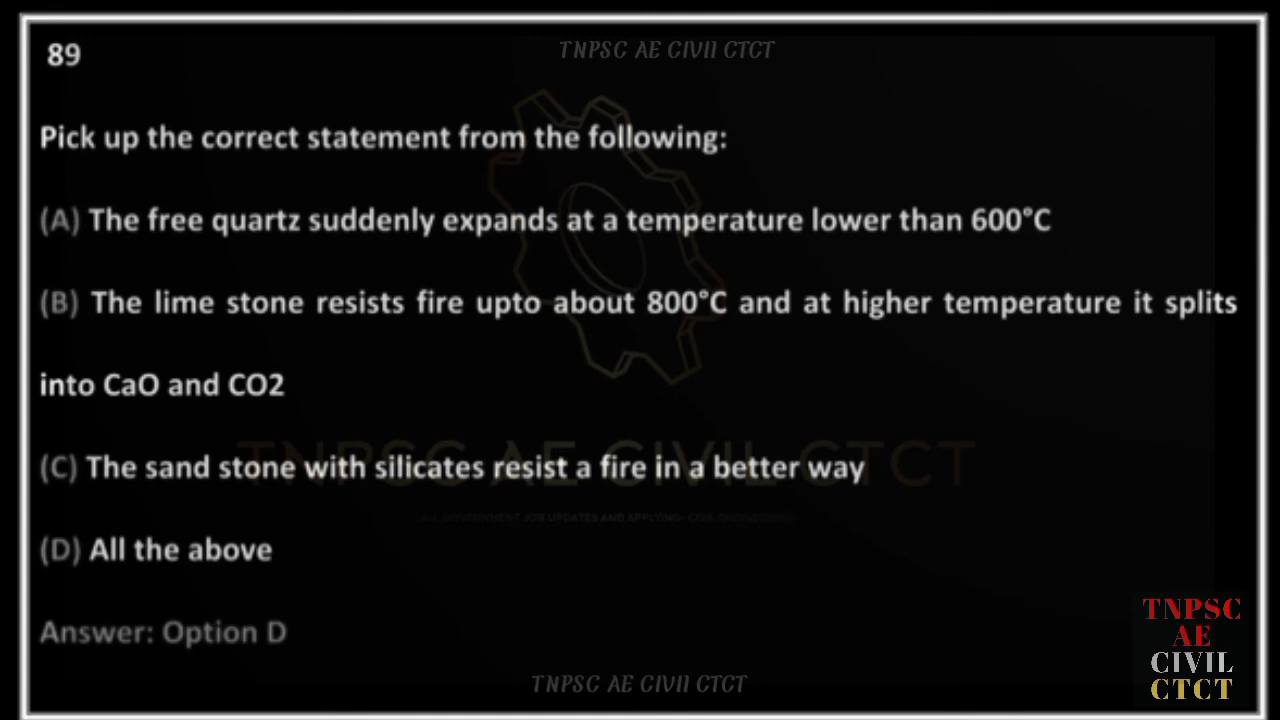 89
TNPSC AE CIVIl CTCT
Pick up the correct statement from the following:
(A) The free quartz suddenly expands at a temperature lower than 600°C
(B) The lime stone resists fire upto about 800°C and at higher temperature it splits
into CaO and CO2
TNPSC AE CIVIL CTCT
(C) The sand stone with silicates resist a fire in a better way
(D) All the above
Answer: Option D
TNPSC
AE
CIVIL
CTCT
TNPSC AE CIVIl CTCT